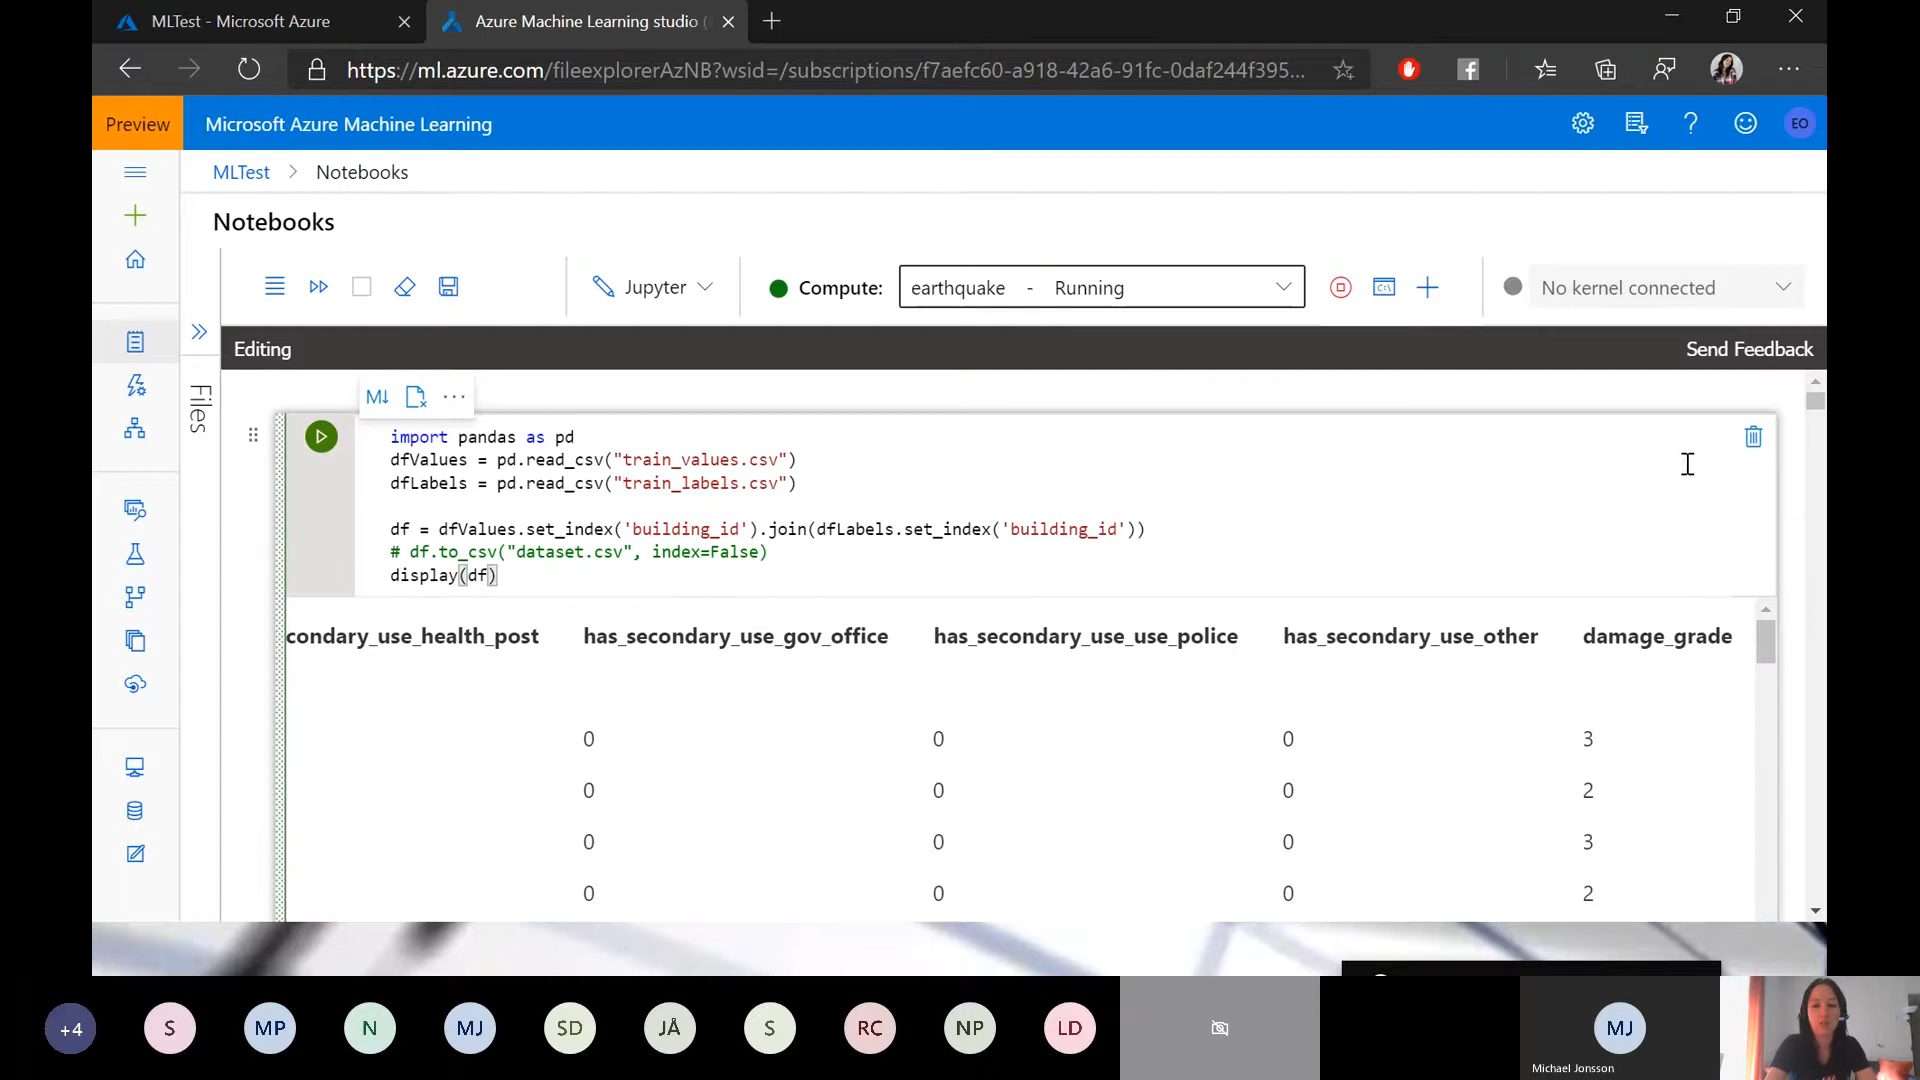 MLTest - Microsoft Azure
Azure Machine Learning studio (
https://ml.azure.com/fileexplorerAzNB?wsid=/subscriptions/f7aefc60-a918-42a6-91fc-0daf244f395...
Preview
Microsoft Azure Machine Learning
EO
MLTest > Notebooks
Notebooks
Jupyter
Compute:
earthquake - Running
No kernel connected
Editing
Send Feedback
Files
M↓
import pandas as pd
dfValues = pd.read_csv("train_values.csv")
dfLabels = pd.read_csv("train_labels.csv")
df = dfValues.set_index('building_id').join(dfLabels.set_index('building_id'))
# df.to_csv("dataset.csv", index=False)
display(df)
condary_use_health_post has_secondary_use_gov_office has_secondary_use_use_police has_secondary_use_other damage_grade
0 0 0 3
0 0 0 2
0 0 0 3
0 0 0 2
+4 S MP N MJ SD JÅ S RC NP LD MJ
Michael Jonsson